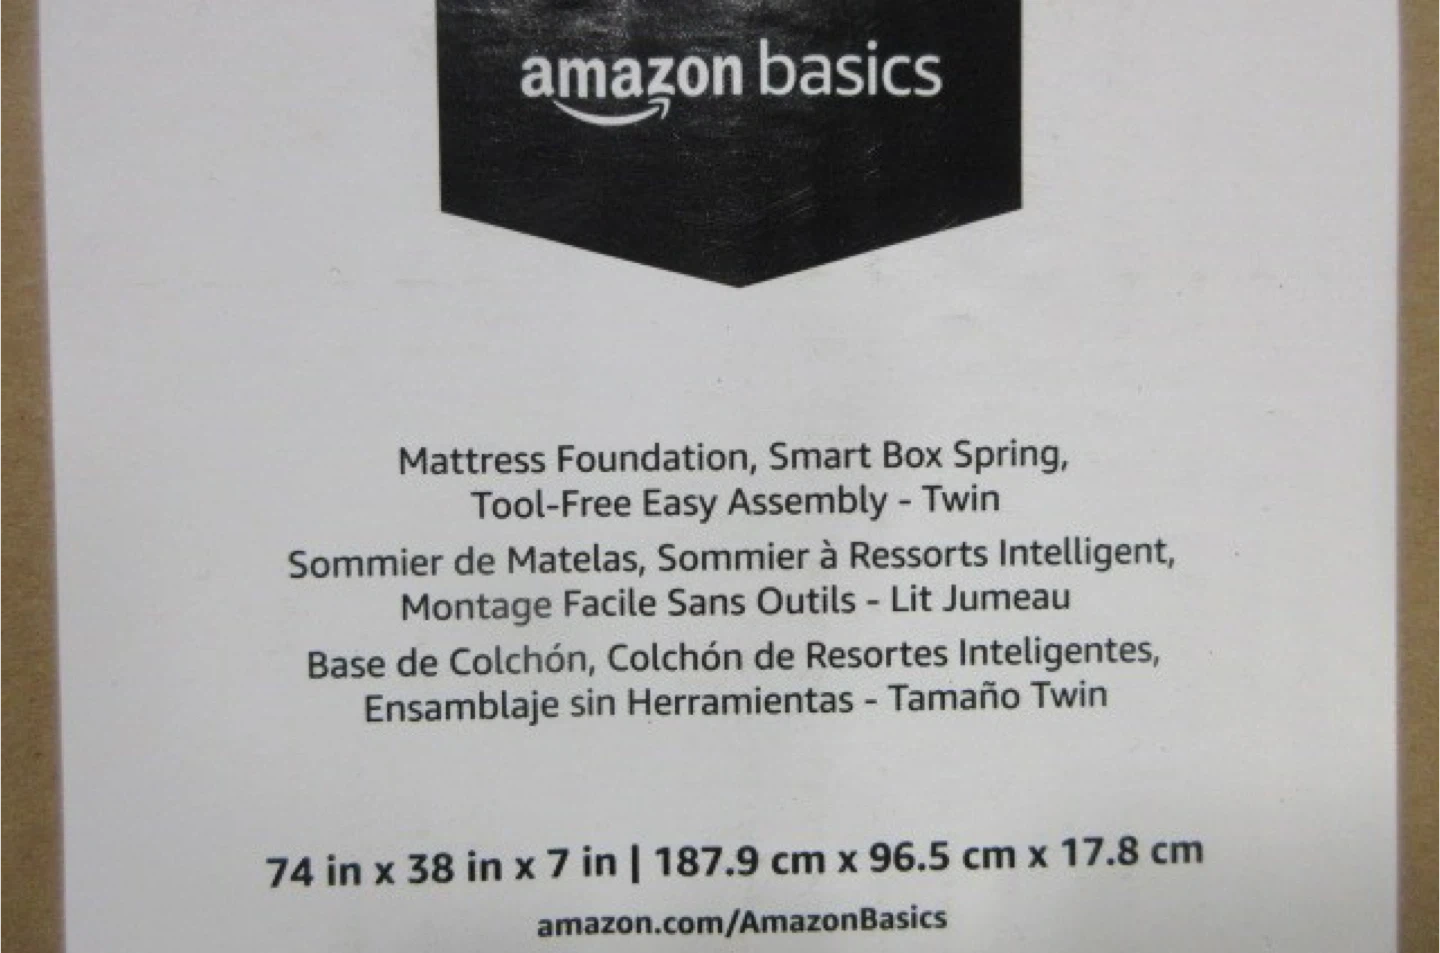 amazon basics
Mattress Foundation, Smart Box Spring,
Tool-Free Easy Assembly - Twin
Sommier de Matelas, Sommier à Ressorts Intelligent,
Montage Facile Sans Outils - Lit Jumeau
Base de Colchón, Colchón de Resortes Inteligentes,
Ensamblaje sin Herramientas - Tamaño Twin
74 in x 38 in x 7 in | 187.9 cm x 96.5 cm x 17.8 cm
amazon.com/AmazonBasics